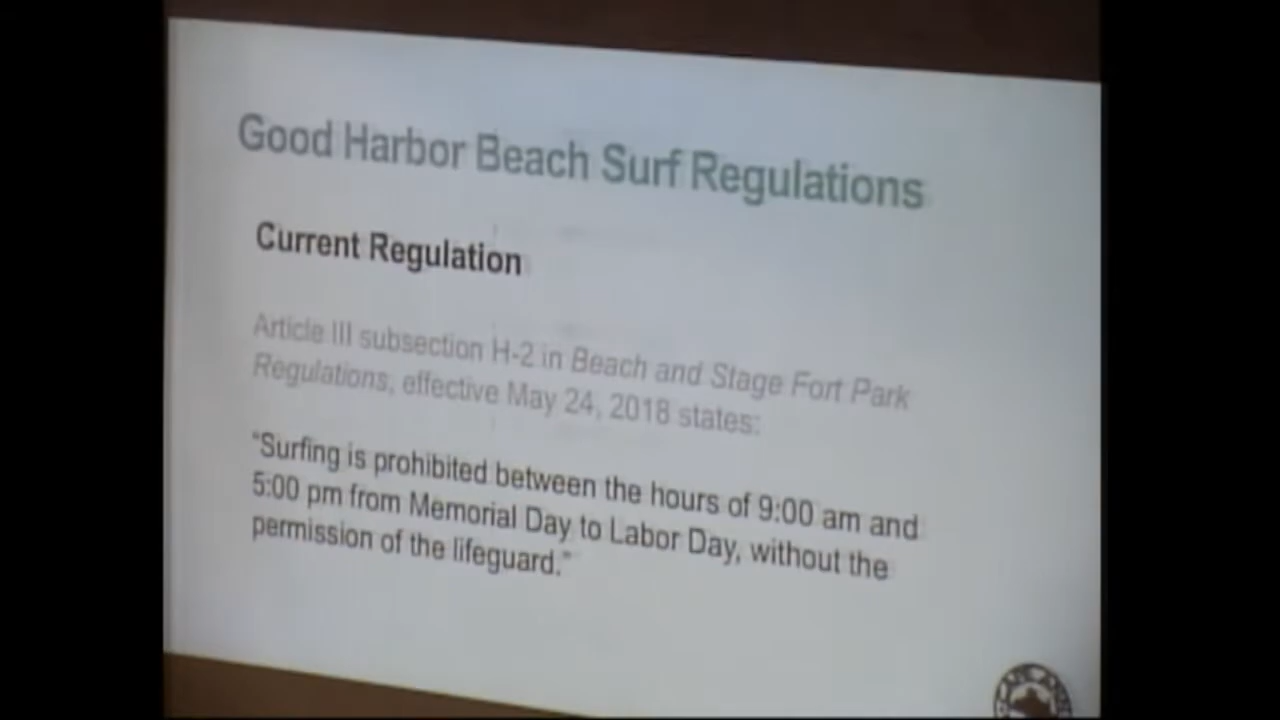 Good Harbor Beach Surf Regulations
Current Regulation
Article III subsection H-2 in Beach and Stage Fort Park
Regulations, effective May 24, 2018 states:
“Surfing is prohibited between the hours of 9:00 am and
5:00 pm from Memorial Day to Labor Day, without the
permission of the lifeguard.”
CAPE ANN